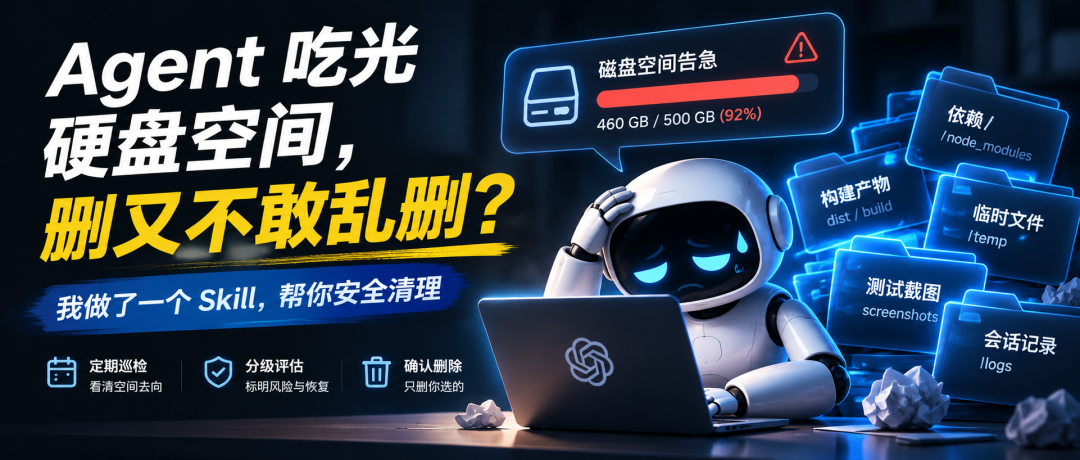 Agent 吃光
硬盘空间,
删又不敢乱删?
我做了一个 Skill, 帮你安全清理
定期巡检
看清空间去向
分级评估
标明风险与恢复
确认删除
只删你选的
磁盘空间告急
460 GB / 500 GB (92%)
依赖/
/node_modules
构建产物
dist / build
临时文件
/temp
测试截图
screenshots
会话记录
/logs